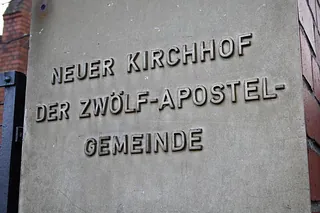 NEUER KIRCHHOF
DER ZWÖLF-APOSTEL-
GEMEINDE